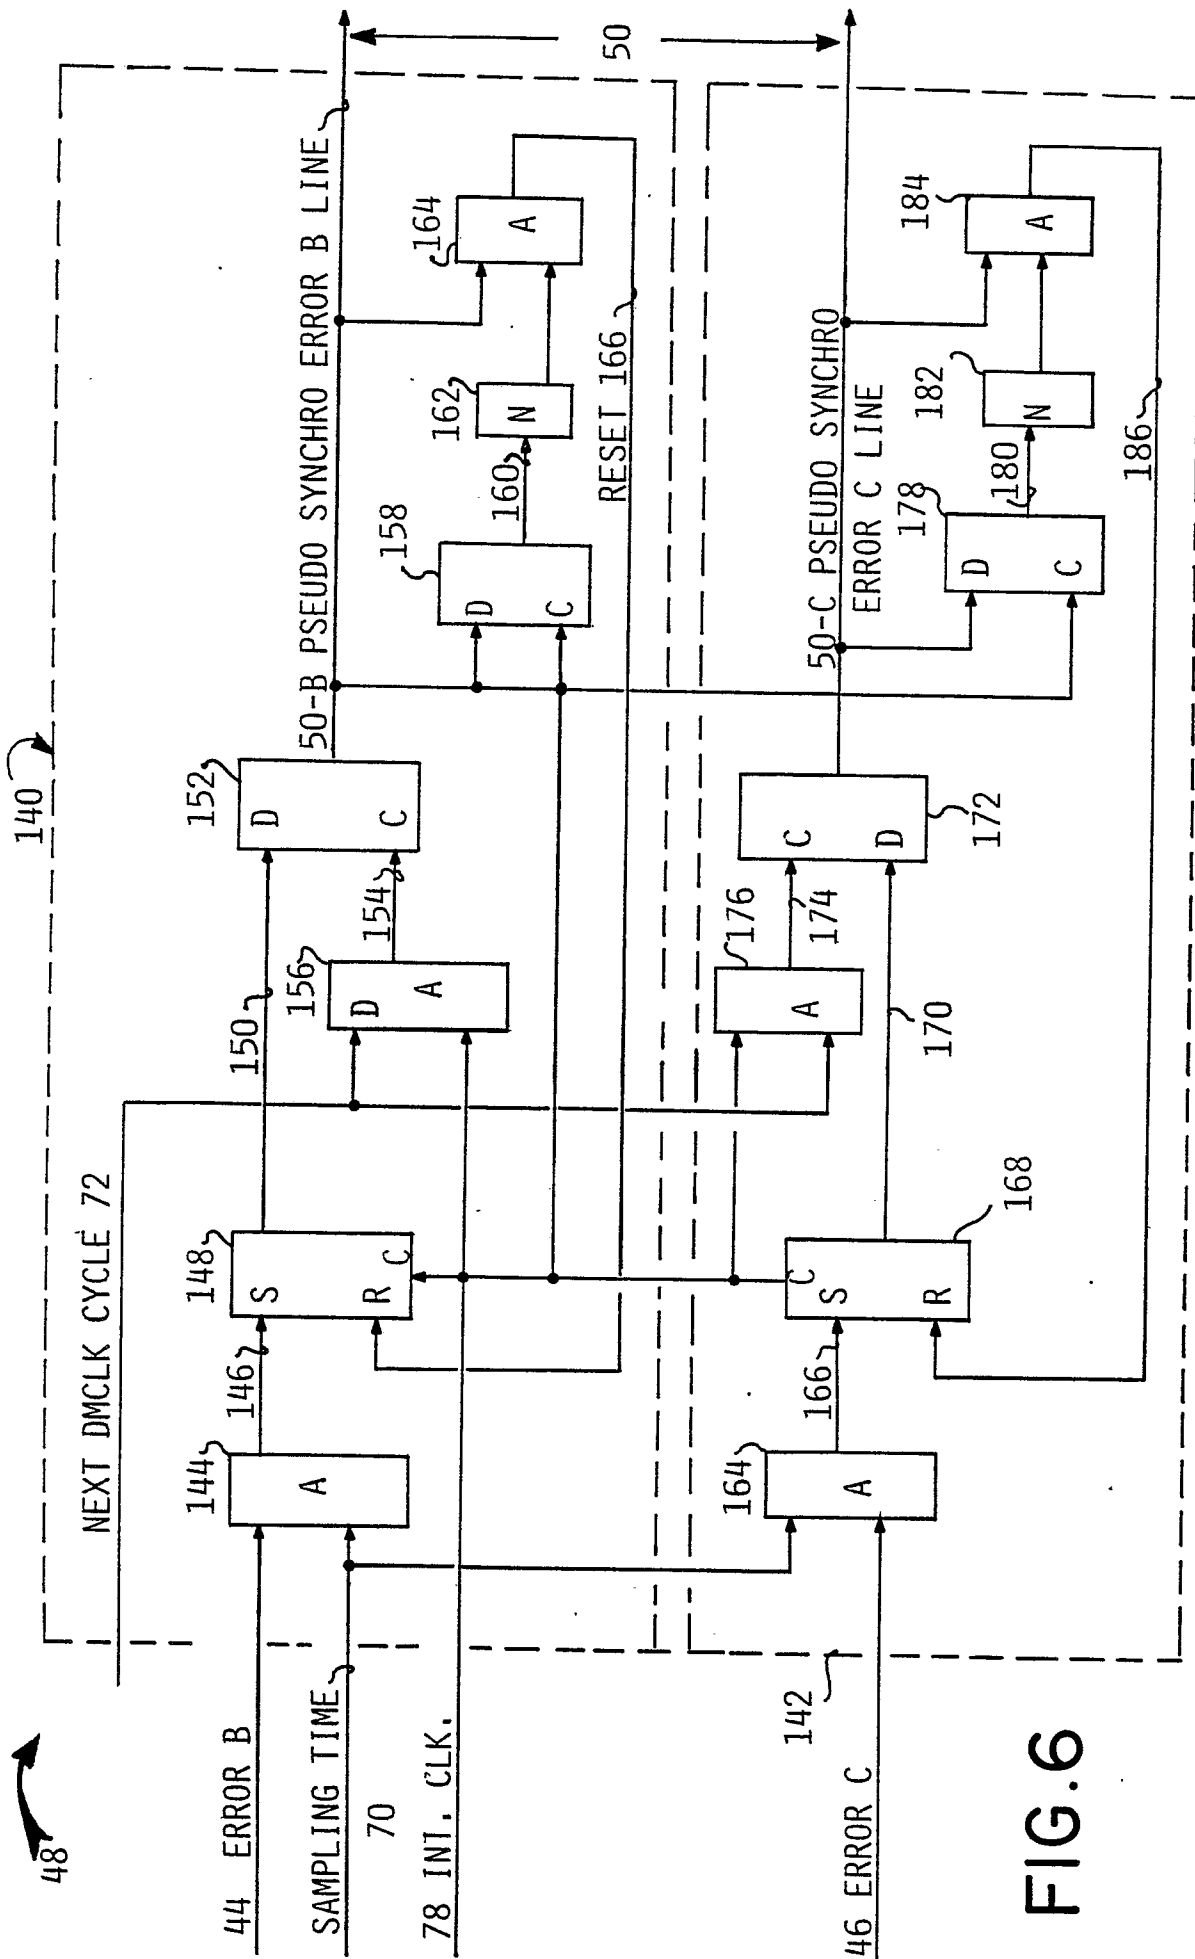 48
140
50
NEXT DMCLK CYCLE 72
50-B PSEUDO SYNCHRO ERROR B LINE
44 ERROR B
144
A
146
148
S
R
C
150
152
D
C
154
156
D
A
158
D
C
160
162
N
164
A
SAMPLING TIME
70
78 INT. CLK.
RESET 166
142
46 ERROR C
164
A
166
168
C
S
R
170
172
C
D
174
176
A
50-C PSEUDO SYNCHRO
ERROR C LINE
178
D
C
180
182
N
184
A
186
FIG.6